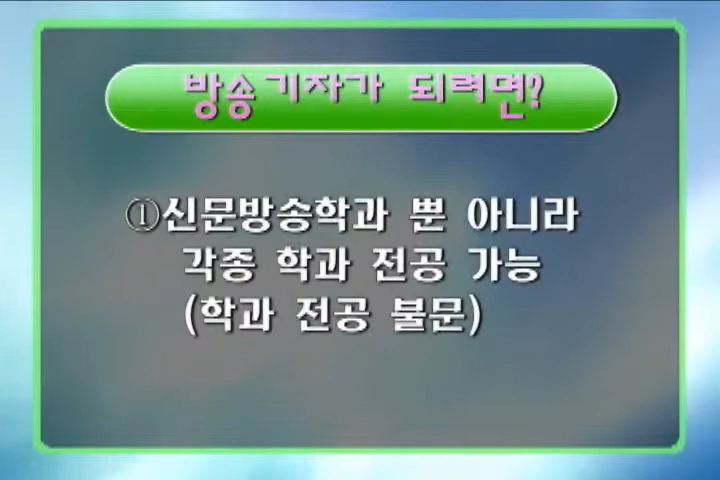 방송기자가 되려면?
①신문방송학과 뿐 아니라
각종 학과 전공 가능
(학과 전공 불문)